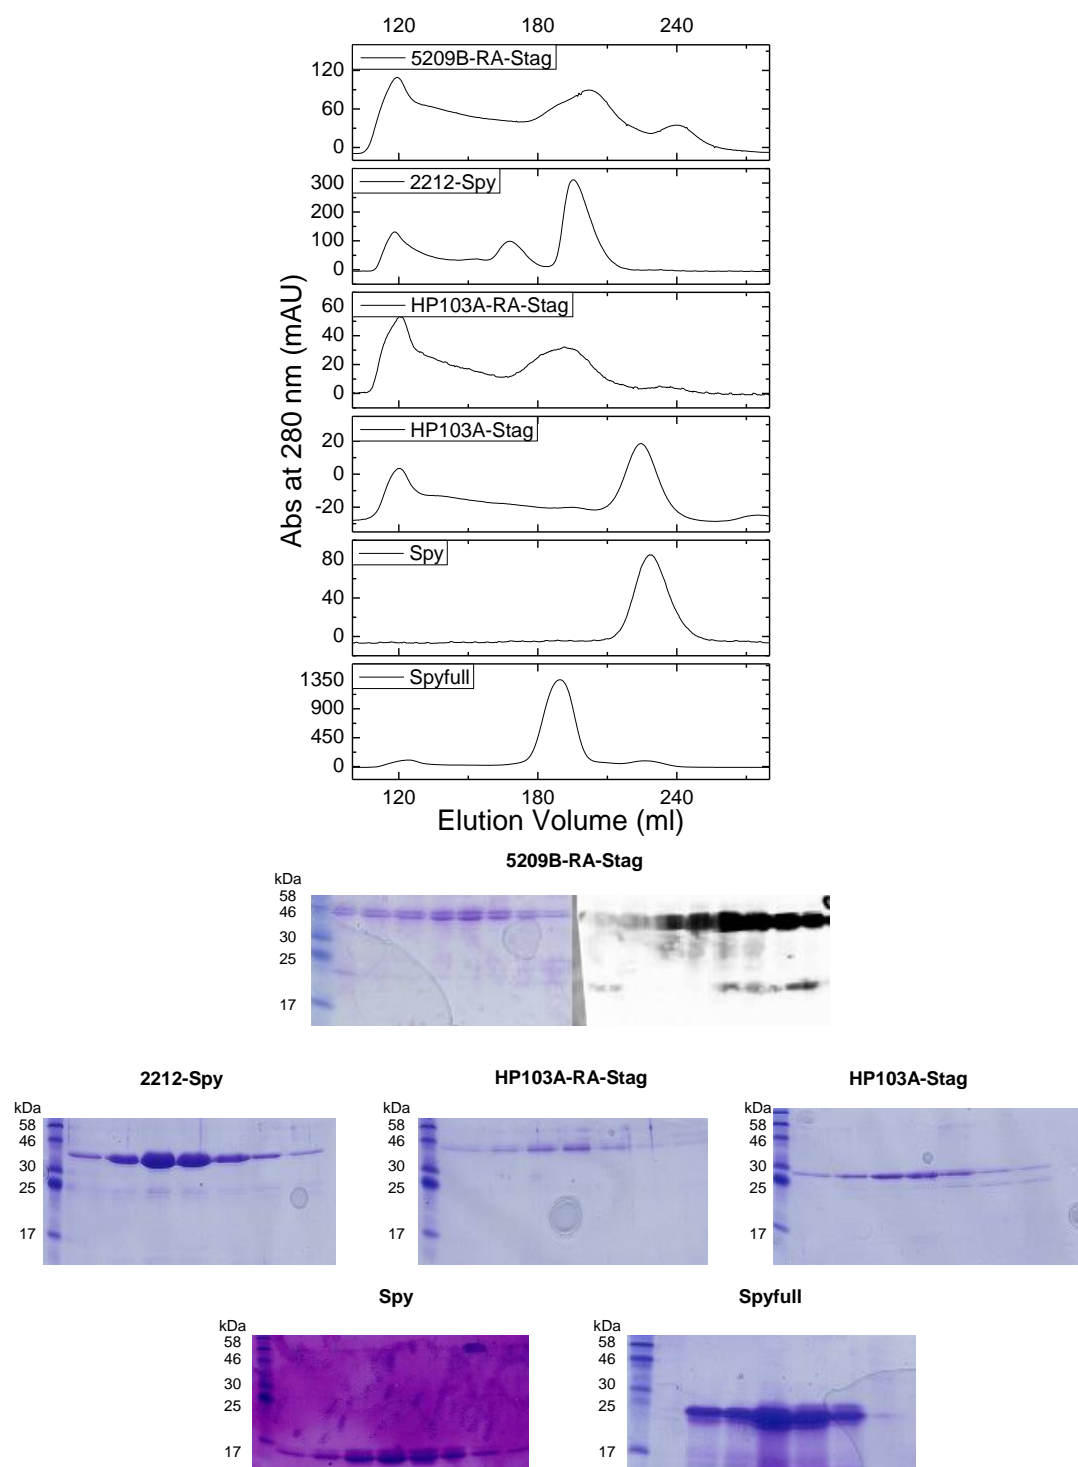 120 180 240
5209B-RA-Stag
120
60
0
2212-Spy
300
200
100
0
HP103A-RA-Stag
60
40
20
0
HP103A-Stag
20
0
-20
Spy
80
40
0
Spyfull
1350
900
450
0
Abs at 280 nm (mAU)
120 180 240
Elution Volume (ml)
5209B-RA-Stag
kDa
58
46
30
25
17
2212-Spy
kDa
58
46
30
25
17
HP103A-RA-Stag
kDa
58
46
30
25
17
HP103A-Stag
kDa
58
46
30
25
17
Spy
kDa
58
46
30
25
17
Spyfull
kDa
58
46
30
25
17